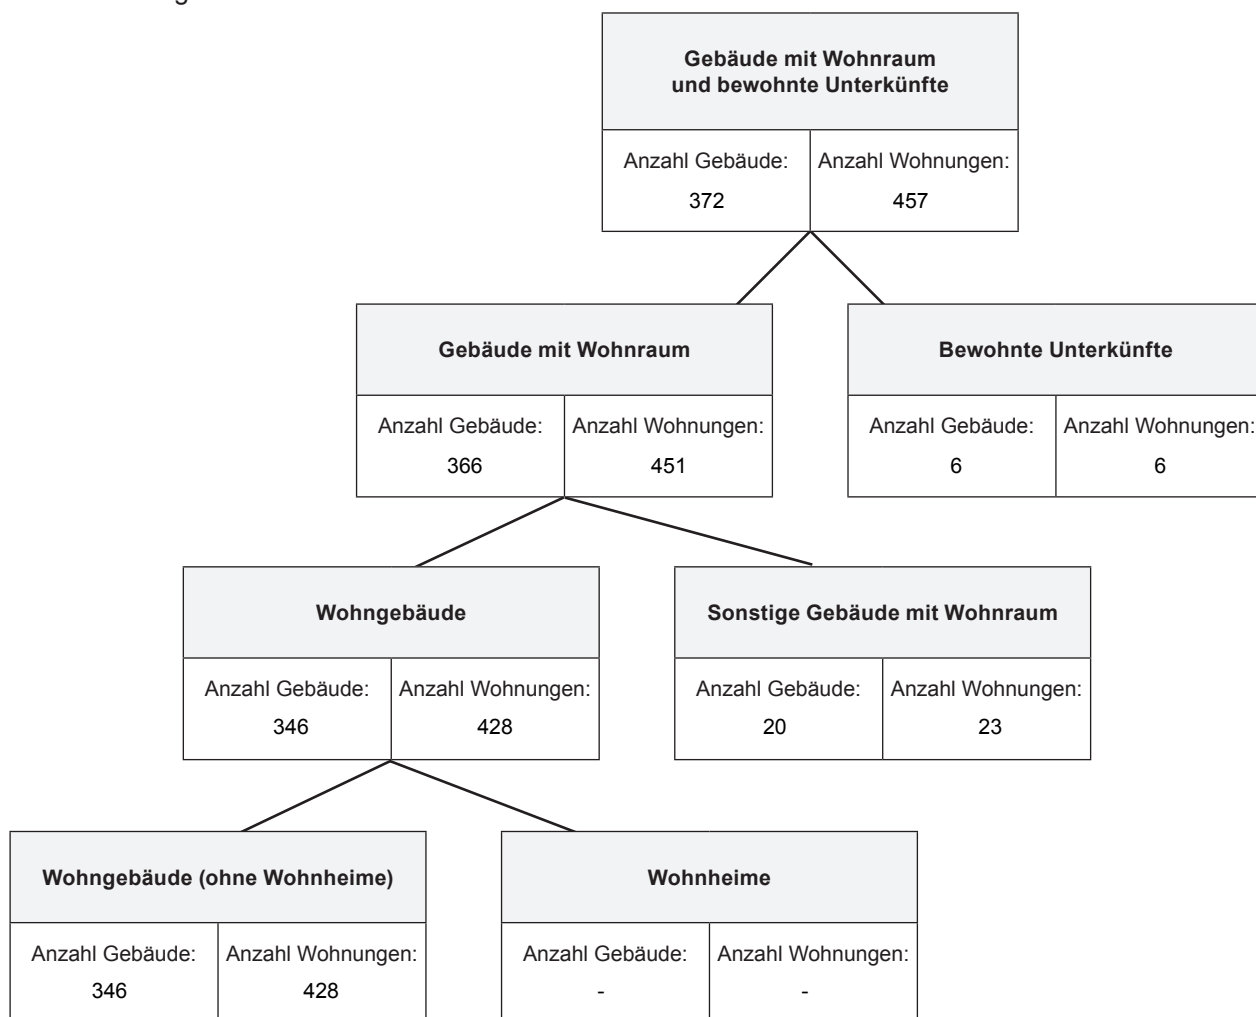 Gebäude mit Wohnraum
und bewohnte Unterkünfte
Anzahl Gebäude: Anzahl Wohnungen:
372 457
Gebäude mit Wohnraum
Anzahl Gebäude: Anzahl Wohnungen:
366 451
Bewohnte Unterkünfte
Anzahl Gebäude: Anzahl Wohnungen:
6 6
Wohngebäude
Anzahl Gebäude: Anzahl Wohnungen:
346 428
Sonstige Gebäude mit Wohnraum
Anzahl Gebäude: Anzahl Wohnungen:
20 23
Wohngebäude (ohne Wohnheime)
Anzahl Gebäude: Anzahl Wohnungen:
346 428
Wohnheime
Anzahl Gebäude: Anzahl Wohnungen:
- -